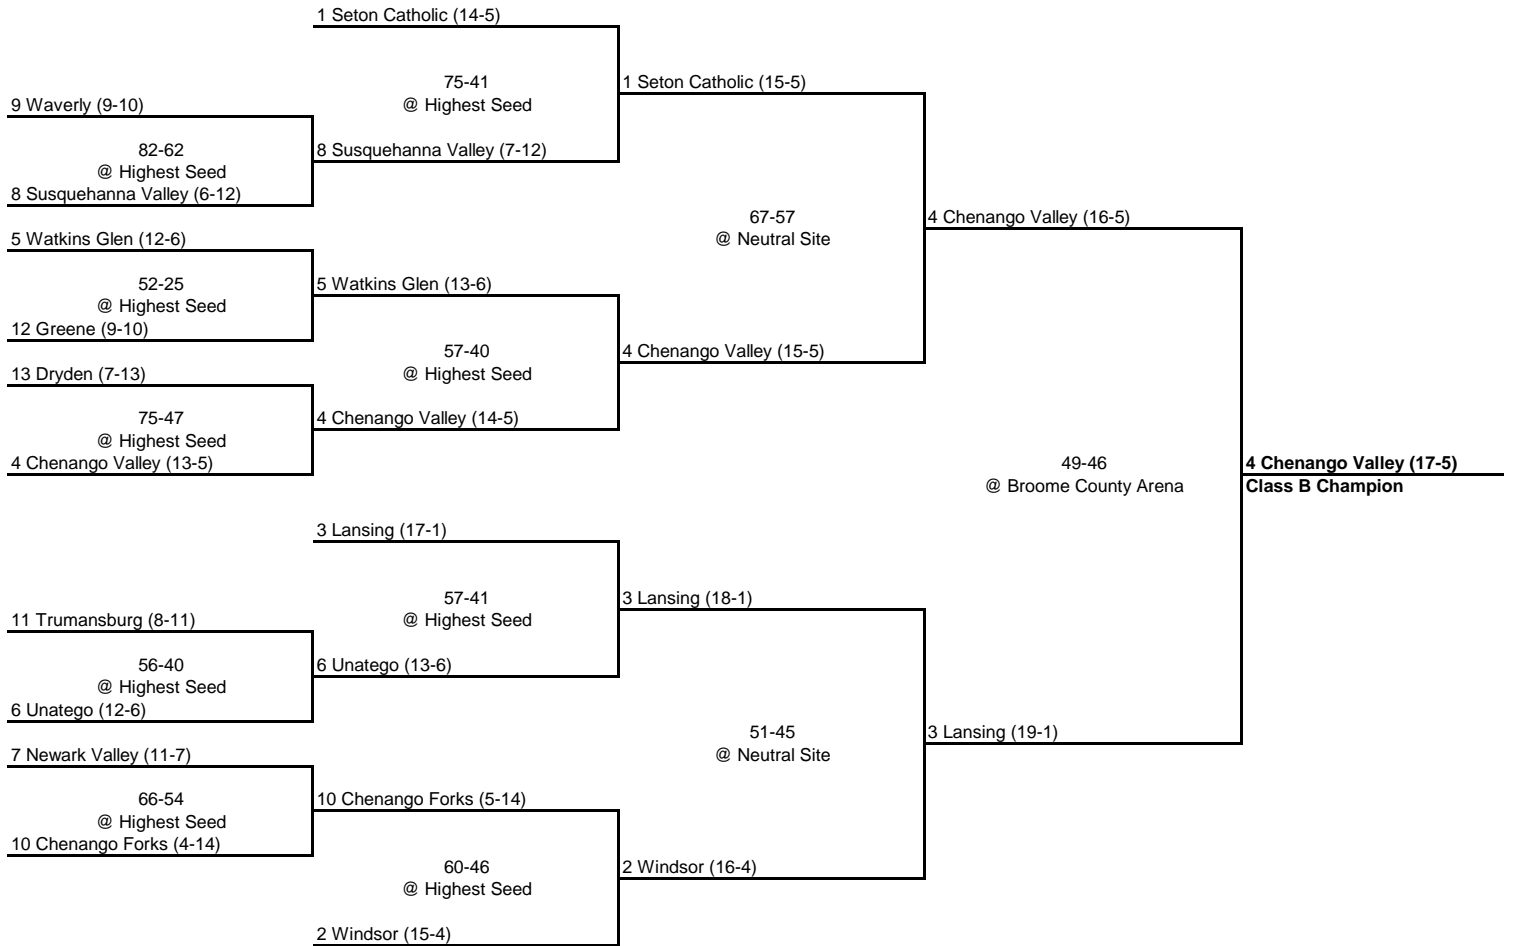 1 Seton Catholic (14-5)
75-41
@ Highest Seed
1 Seton Catholic (15-5)
9 Waverly (9-10)
82-62
@ Highest Seed
8 Susquehanna Valley (7-12)
8 Susquehanna Valley (6-12)
67-57
@ Neutral Site
4 Chenango Valley (16-5)
5 Watkins Glen (12-6)
52-25
@ Highest Seed
5 Watkins Glen (13-6)
12 Greene (9-10)
57-40
@ Highest Seed
4 Chenango Valley (15-5)
13 Dryden (7-13)
75-47
@ Highest Seed
4 Chenango Valley (14-5)
4 Chenango Valley (13-5)
49-46
@ Broome County Arena
4 Chenango Valley (17-5)
Class B Champion
3 Lansing (17-1)
57-41
@ Highest Seed
3 Lansing (18-1)
11 Trumansburg (8-11)
56-40
@ Highest Seed
6 Unatego (13-6)
6 Unatego (12-6)
51-45
@ Neutral Site
3 Lansing (19-1)
7 Newark Valley (11-7)
66-54
@ Highest Seed
10 Chenango Forks (5-14)
10 Chenango Forks (4-14)
60-46
@ Highest Seed
2 Windsor (16-4)
2 Windsor (15-4)